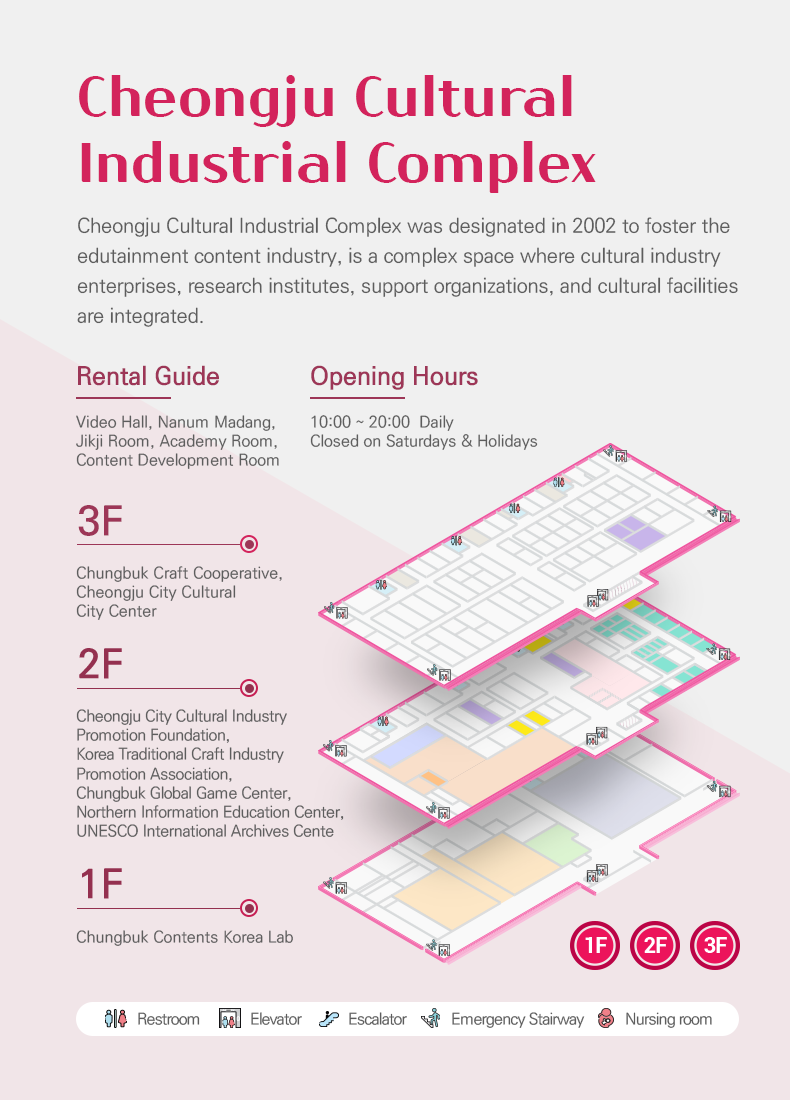 Cheongju Cultural
Industrial Complex
Cheongju Cultural Industrial Complex was designated in 2002 to foster the
edutainment content industry, is a complex space where cultural industry
enterprises, research institutes, support organizations, and cultural facilities
are integrated.
Rental Guide
Video Hall, Nanum Madang,
Jikji Room, Academy Room,
Content Development Room
Opening Hours
10:00 ~ 20:00 Daily
Closed on Saturdays & Holidays
3F
Chungbuk Craft Cooperative,
Cheongju City Cultural
City Center
2F
Cheongju City Cultural Industry
Promotion Foundation,
Korea Traditional Craft Industry
Promotion Association,
Chungbuk Global Game Center,
Northern Information Education Center,
UNESCO International Archives Cente
1F
Chungbuk Contents Korea Lab
1F 2F 3F
Restroom Elevator Escalator Emergency Stairway Nursing room